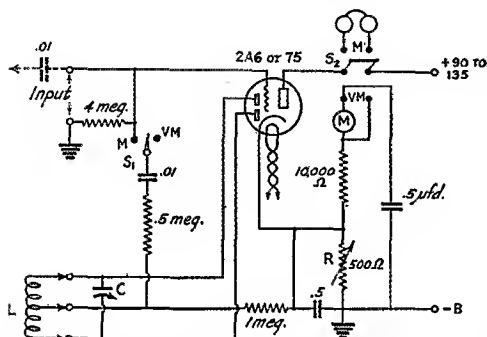 .01
Input
4 meg.
M
S1
VM
.01
.5 meg.
L
C
1 meg.
.5
2A6 or 75
S2
M
+90 TO
135
VM
M
10,000
Ω
.5 µfd.
R
500Ω
-B